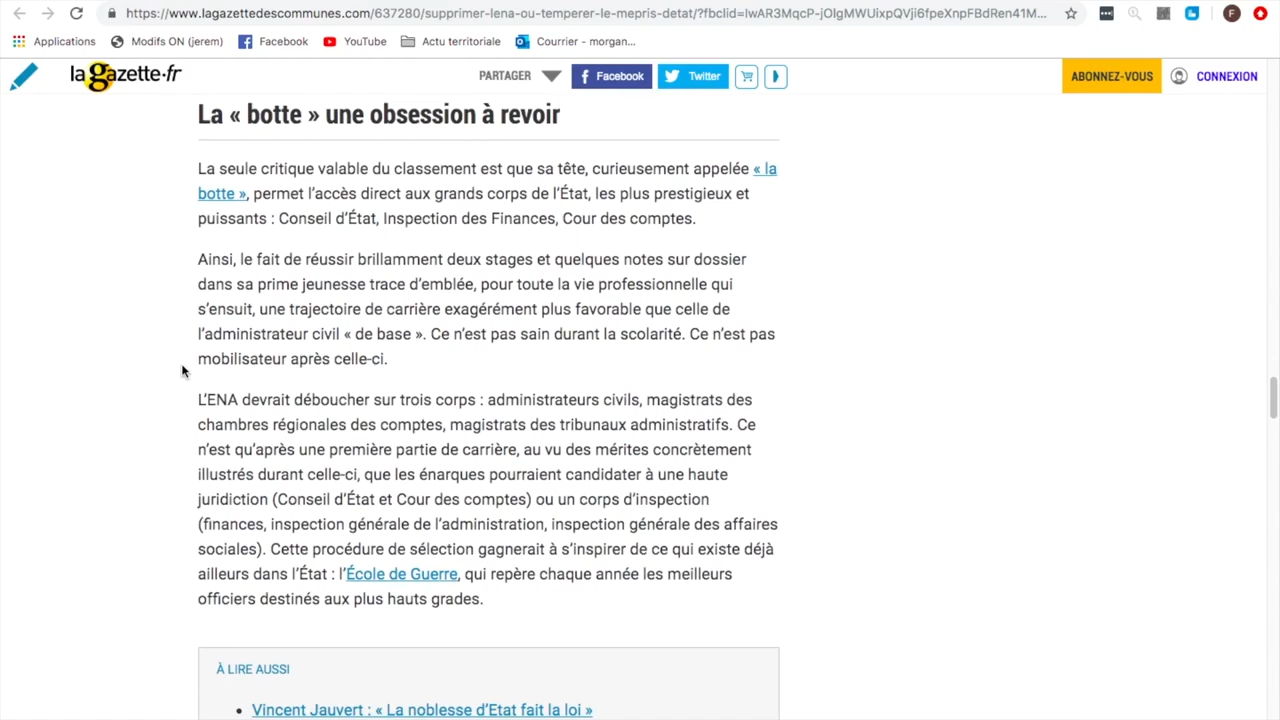 https://www.lagazettedescommunes.com/637280/supprimer-lena-ou-temperer-le-mepris-detat/?fbclid=IwAR3MqcP-jOlgMWUixpQVji6fpeXnpFBdRen41M...
F
Applications Modifs ON (jerem) Facebook YouTube Actu territoriale Courrier - morgan...
la gazette.fr PARTAGER Facebook Twitter ABONNEZ-VOUS CONNEXION
La « botte » une obsession à revoir
La seule critique valable du classement est que sa tête, curieusement appelée « la
botte », permet l’accès direct aux grands corps de l’État, les plus prestigieux et
puissants : Conseil d’État, Inspection des Finances, Cour des comptes.
Ainsi, le fait de réussir brillamment deux stages et quelques notes sur dossier
dans sa prime jeunesse trace d’emblée, pour toute la vie professionnelle qui
s’ensuit, une trajectoire de carrière exagérément plus favorable que celle de
l’administrateur civil « de base ». Ce n’est pas sain durant la scolarité. Ce n’est pas
mobilisateur après celle-ci.
L’ENA devrait déboucher sur trois corps : administrateurs civils, magistrats des
chambres régionales des comptes, magistrats des tribunaux administratifs. Ce
n’est qu’après une première partie de carrière, au vu des mérites concrètement
illustrés durant celle-ci, que les énarques pourraient candidater à une haute
juridiction (Conseil d’État et Cour des comptes) ou un corps d’inspection
(finances, inspection générale de l’administration, inspection générale des affaires
sociales). Cette procédure de sélection gagnerait à s’inspirer de ce qui existe déjà
ailleurs dans l’État : l’École de Guerre, qui repère chaque année les meilleurs
officiers destinés aux plus hauts grades.
À LIRE AUSSI
• Vincent Jauvert : « La noblesse d’Etat fait la loi »